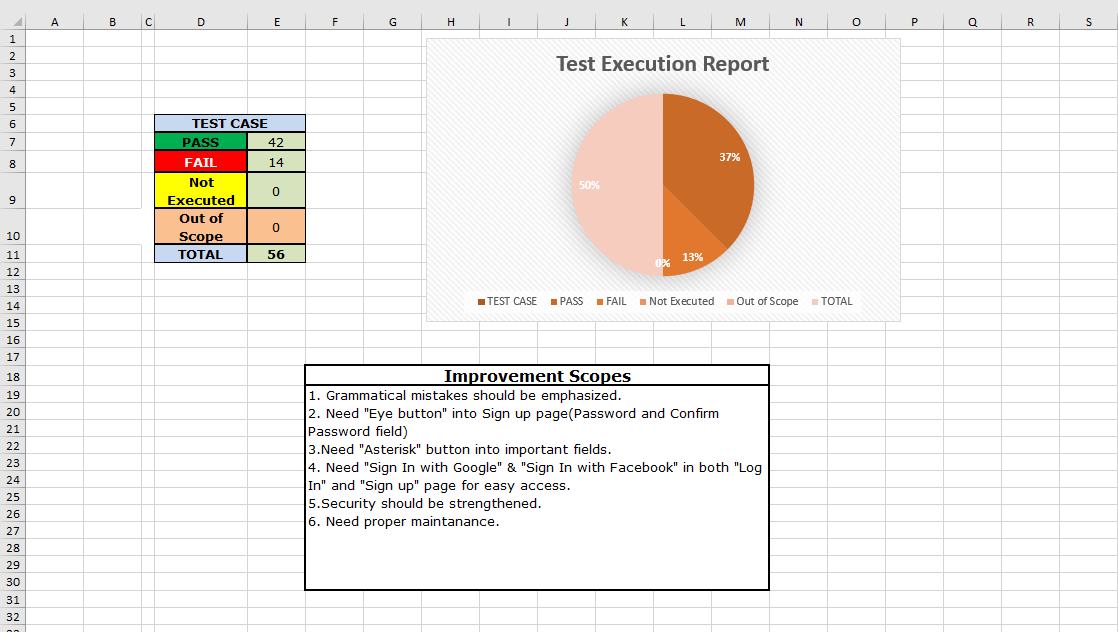 A B C D E F G H I J K L M N O P Q R S
1
2
Test Execution Report
3
4
5
6 TEST CASE
7 PASS 42
37%
8 FAIL 14
50%
9 Not
Executed 0
10 Out of
Scope 0
11 TOTAL 56
0% 13%
12
13
14 TEST CASE PASS FAIL Not Executed Out of Scope TOTAL
15
16
17
18 Improvement Scopes
19 1. Grammatical mistakes should be emphasized.
20 2. Need "Eye button" into Sign up page(Password and Confirm
21 Password field)
22 3.Need "Asterisk" button into important fields.
23 4. Need "Sign In with Google" & "Sign In with Facebook" in both "Log
24 In" and "Sign up" page for easy access.
25 5.Security should be strengthened.
26 6. Need proper maintanance.
27
28
29
30
31
32